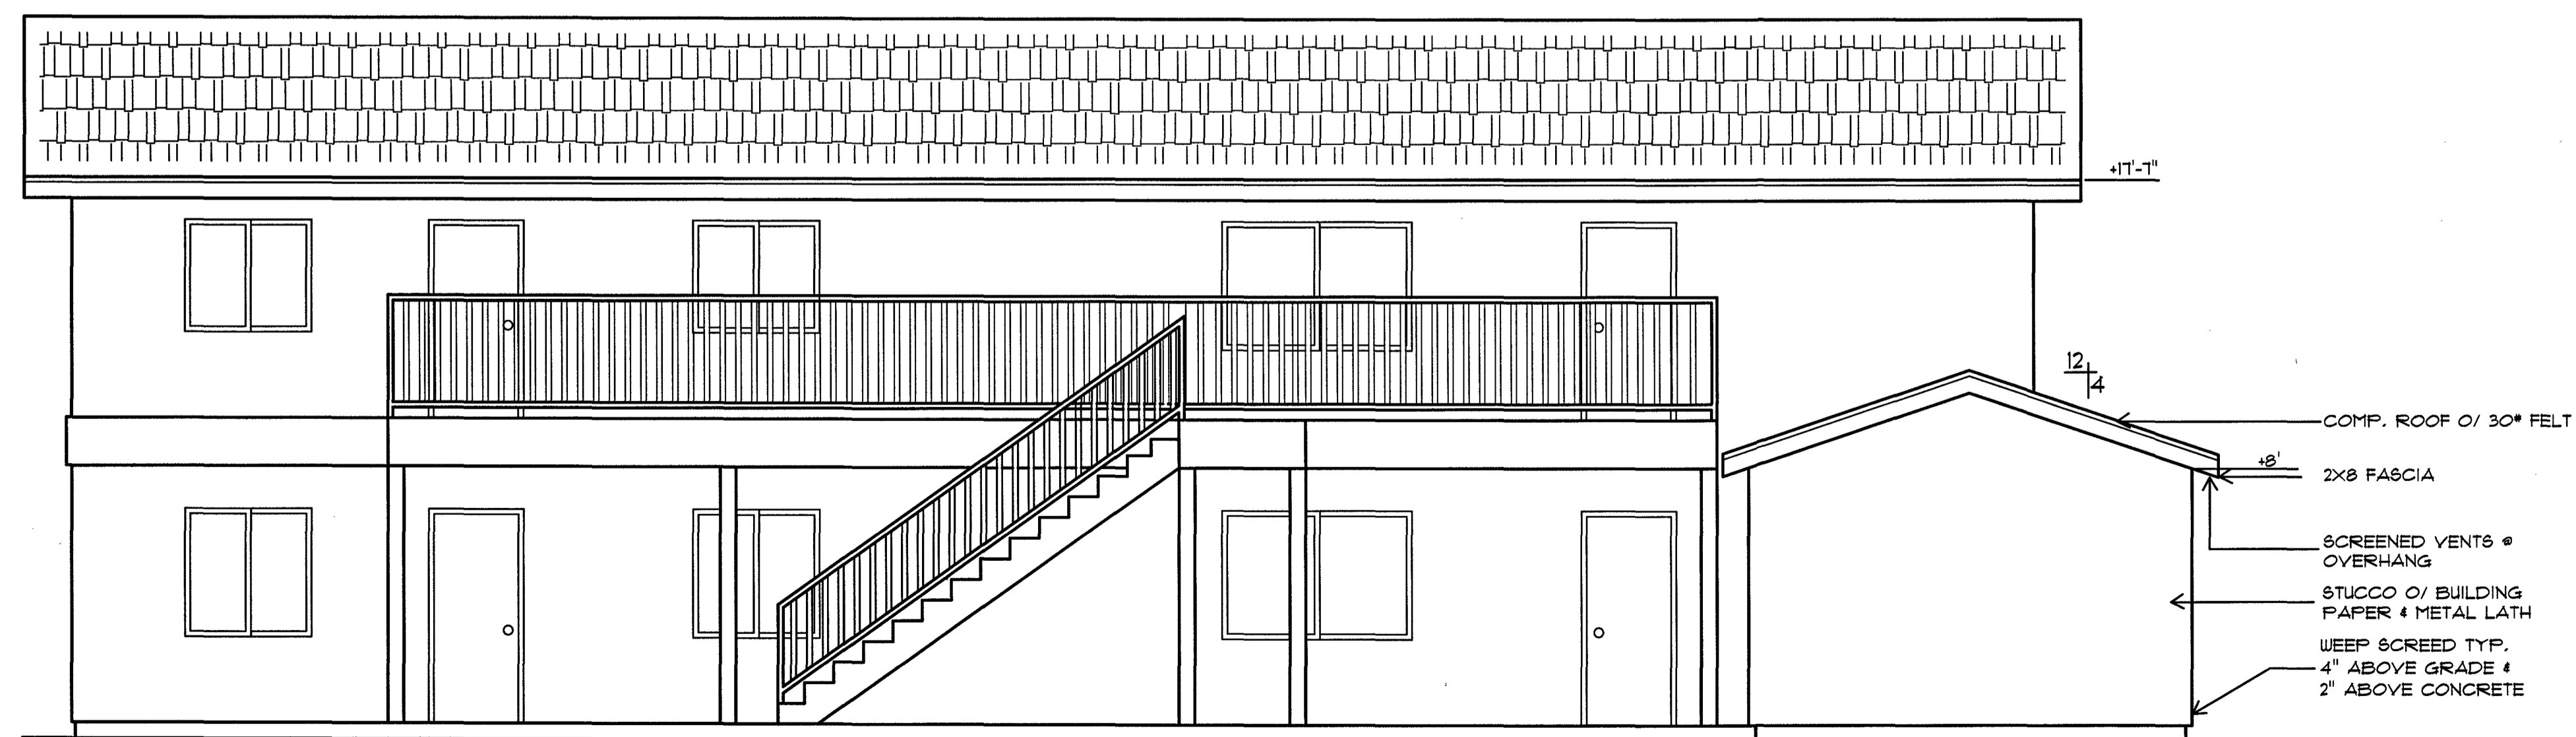 +17'-7"
12
4
COMP. ROOF O/ 30# FELT
+8'
2X8 FASCIA
SCREENED VENTS @
OVERHANG
STUCCO O/ BUILDING
PAPER & METAL LATH
WEEP SCREED TYP.
4" ABOVE GRADE &
2" ABOVE CONCRETE